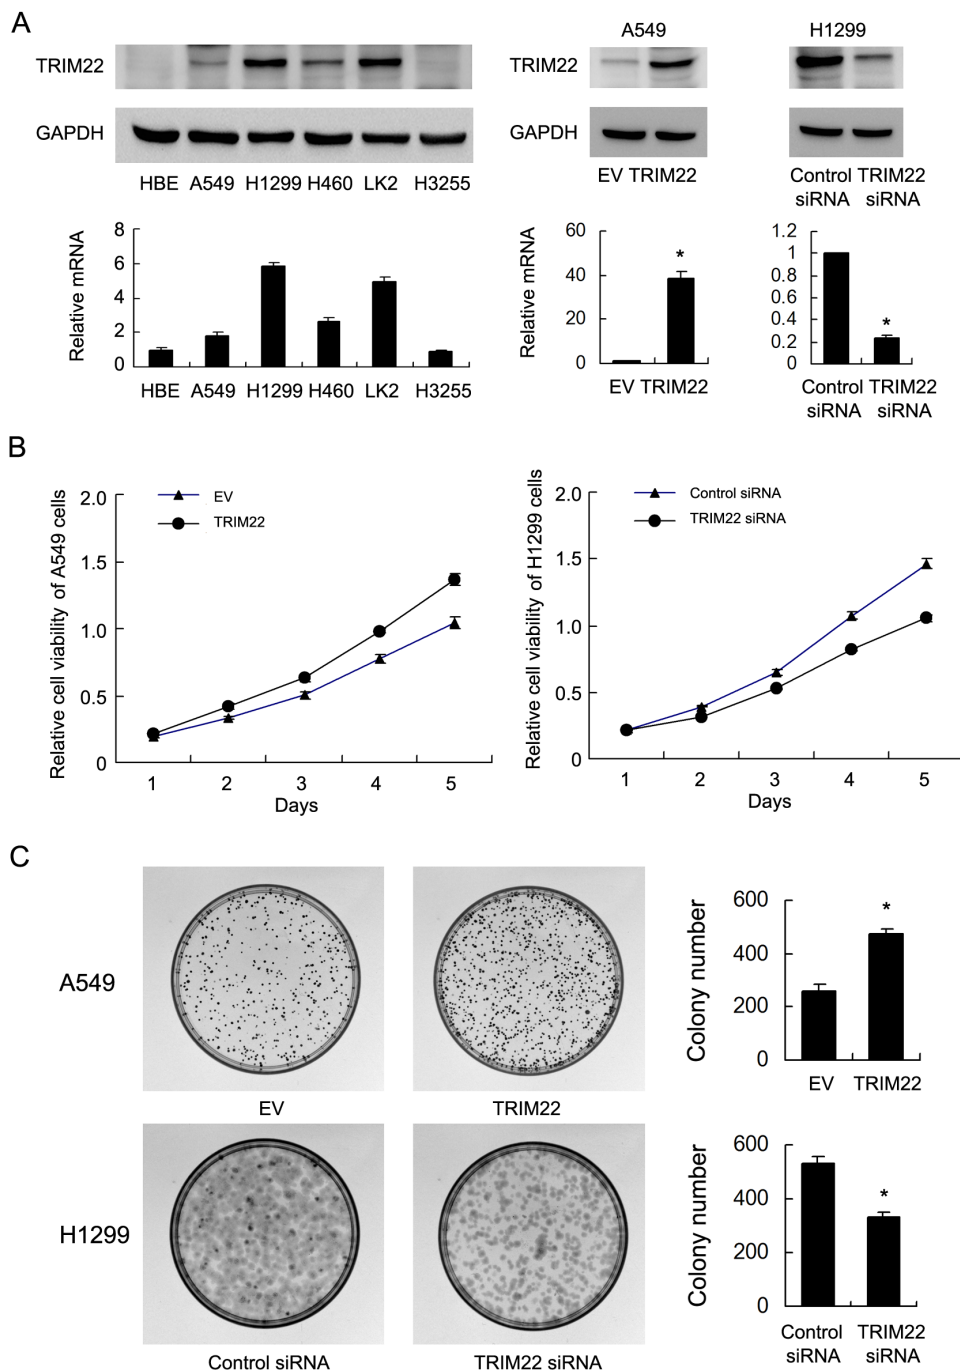 A
A549
H1299
TRIM22
TRIM22
GAPDH
GAPDH
HBE A549 H1299 H460 LK2 H3255
EV TRIM22
Control TRIM22
siRNA siRNA
Relative mRNA
8
6
4
2
0
HBE A549 H1299 H460 LK2 H3255
Relative mRNA
60
40
20
0
*
EV TRIM22
1.2
1
0.8
0.6
0.4
0.2
0
*
Control TRIM22
siRNA siRNA
B
Relative cell viability of A549 cells
2.0
1.5
1.0
0.5
0
EV
TRIM22
1 2 3 4 5
Days
Relative cell viability of H1299 cells
2.0
1.5
1.0
0.5
0
Control siRNA
TRIM22 siRNA
1 2 3 4 5
Days
C
A549
EV
TRIM22
Colony number
600
400
200
0
*
EV TRIM22
H1299
Control siRNA
TRIM22 siRNA
Colony number
600
400
200
0
*
Control TRIM22
siRNA siRNA